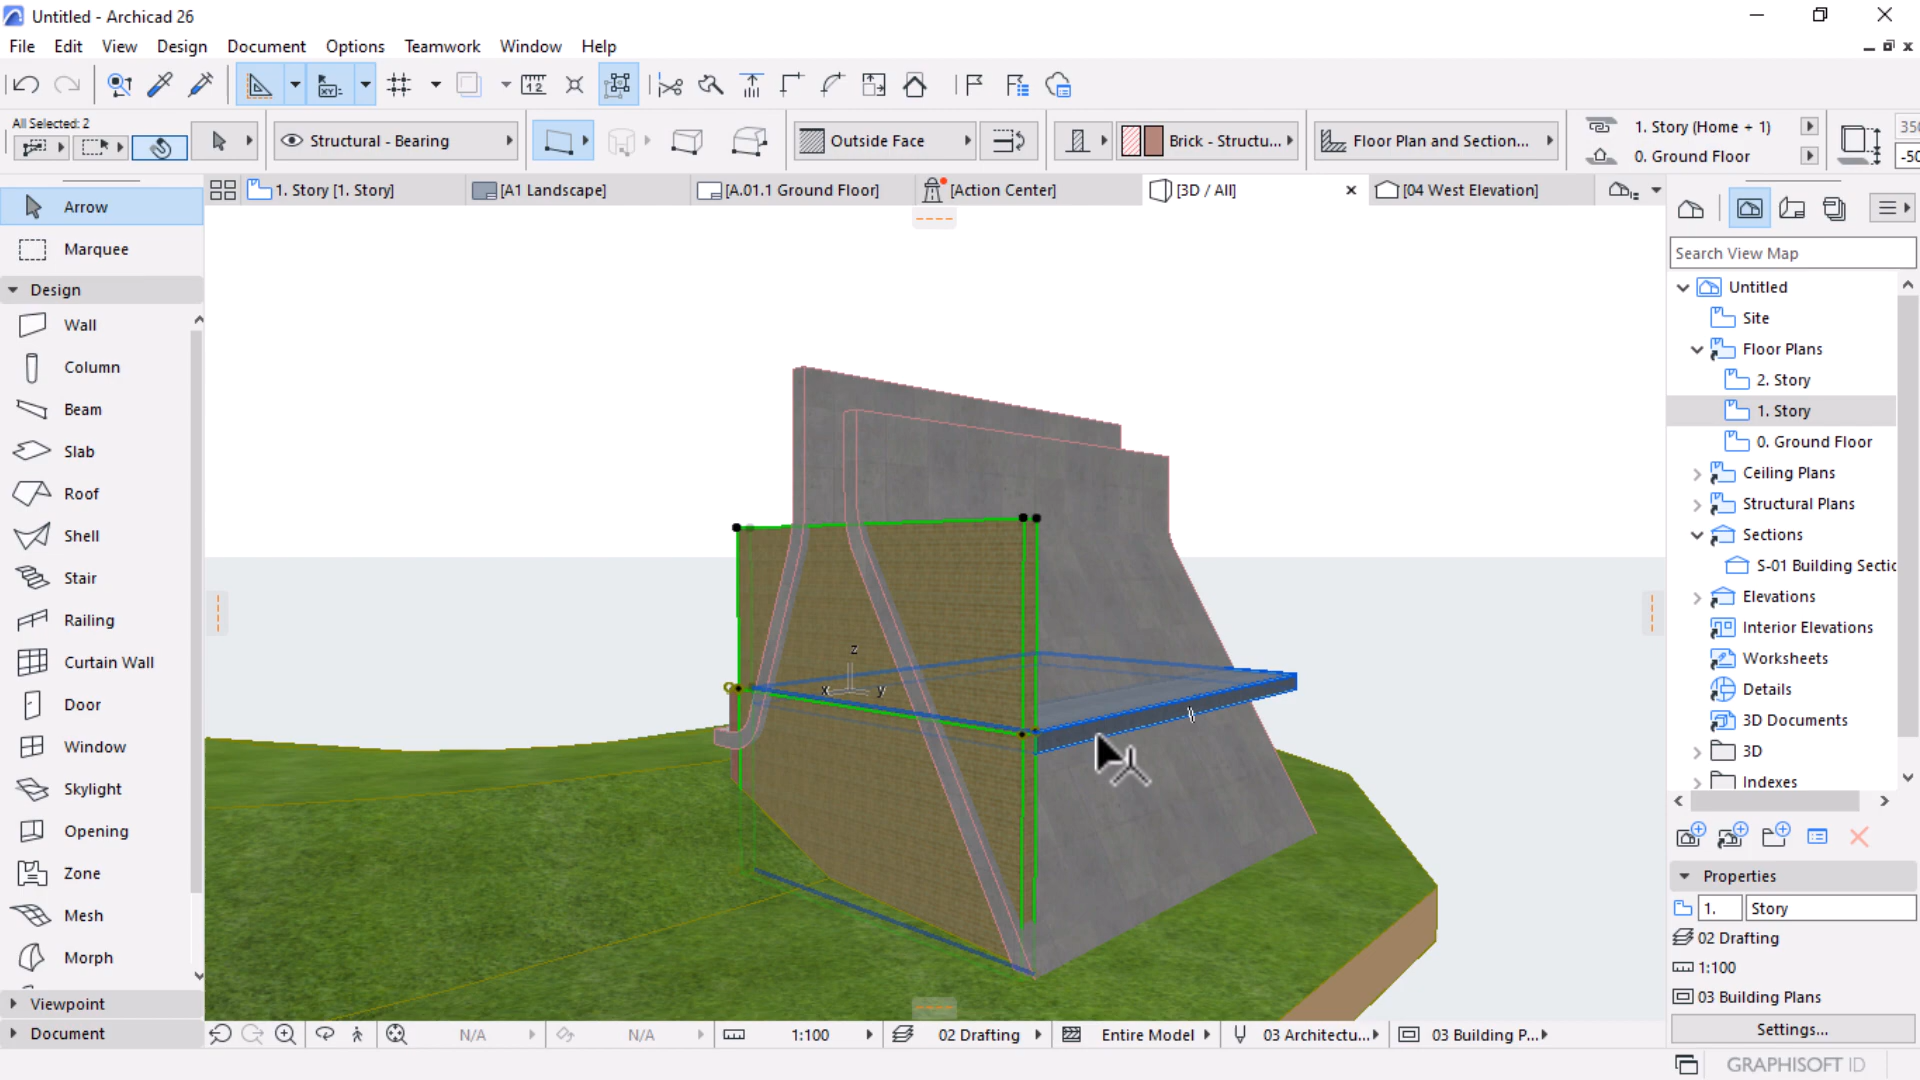 Untitled - Archicad 26
File Edit View Design Document Options Teamwork Window Help
All Selected: 2
Structural - Bearing
Outside Face
Brick - Structu...
Floor Plan and Section...
1. Story (Home + 1)
0. Ground Floor
-50
1. Story [1. Story]
[A1 Landscape]
[A.01.1 Ground Floor]
[Action Center]
[3D / All]
[04 West Elevation]
Arrow
Marquee
Design
Wall
Column
Beam
Slab
Roof
Shell
Stair
Railing
Curtain Wall
Door
Window
Skylight
Opening
Zone
Mesh
Morph
Viewpoint
Document
z
x
y
Search View Map
Untitled
Site
Floor Plans
2. Story
1. Story
0. Ground Floor
Ceiling Plans
Structural Plans
Sections
S-01 Building Sectio
Elevations
Interior Elevations
Worksheets
Details
3D Documents
3D
Indexes
Properties
1. Story
02 Drafting
1:100
03 Building Plans
Settings...
N/A
N/A
1:100
02 Drafting
Entire Model
03 Architectu...
03 Building P...
GRAPHISOFT ID